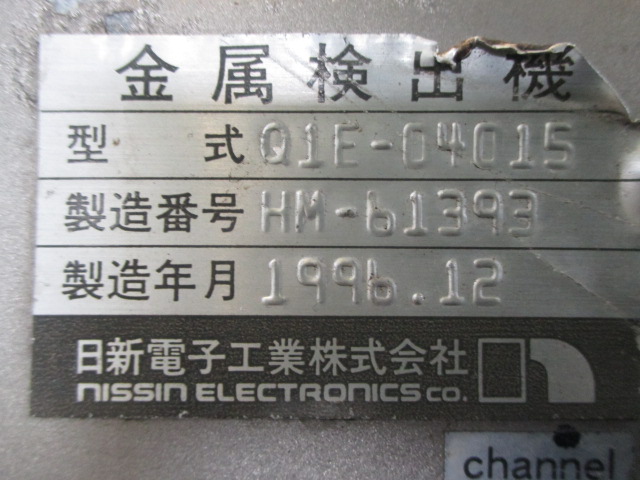 金属検出機
型式 Q1E-04015
製造番号 HM-61393
製造年月 1996.12
日新電子工業株式会社
NISSIN ELECTRONICS CO.
channel